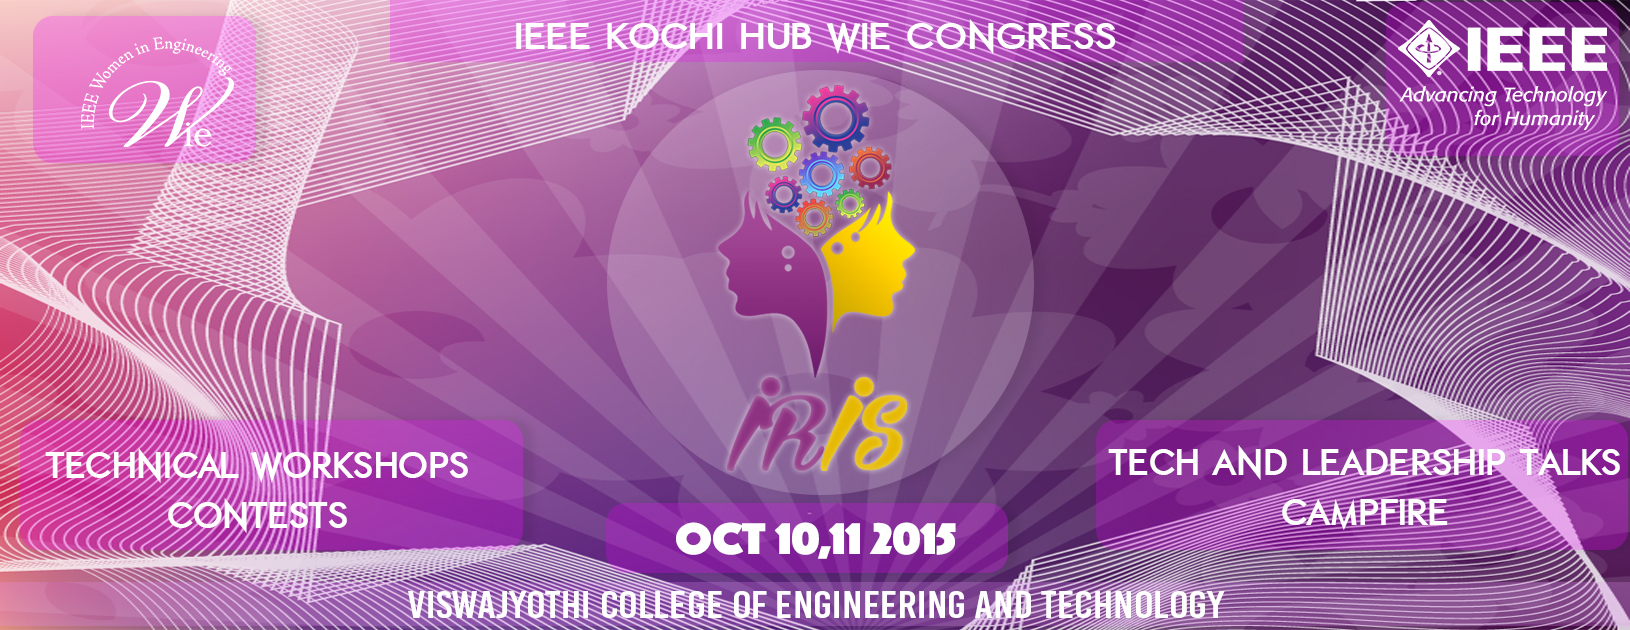 IEEE KOCHI HUB WIE CONGRESS
IEEE Women in Engineering
Wie
IEEE
Advancing Technology
for Humanity
IRIS
TECHNICAL WORKSHOPS
CONTESTS
TECH AND LEADERSHIP TALKS
CAMPFIRE
OCT 10,11 2015
VISWAJYOTHI COLLEGE OF ENGINEERING AND TECHNOLOGY